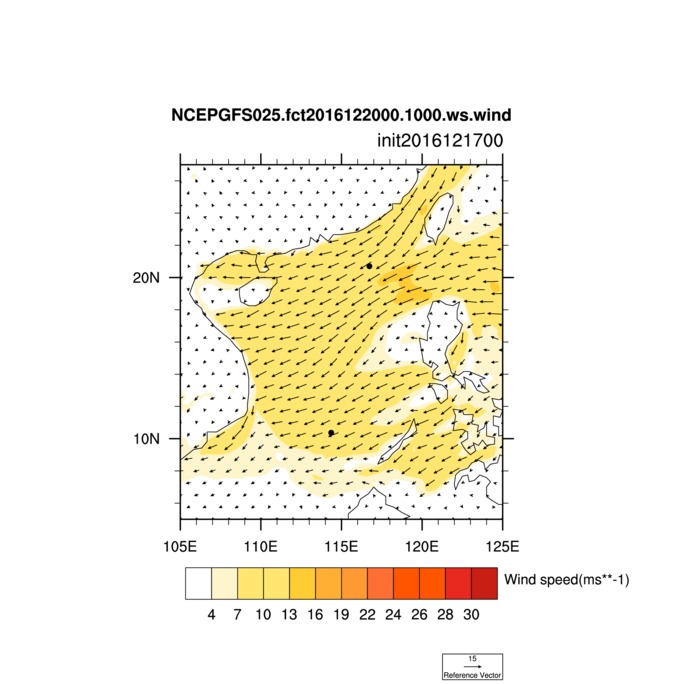 NCEPGFS025.fct2016122000.1000.ws.wind
init2016121700
20N
10N
105E 110E 115E 120E 125E
Wind speed(ms**-1)
4 7 10 13 16 19 22 24 26 28 30
15
Reference Vector